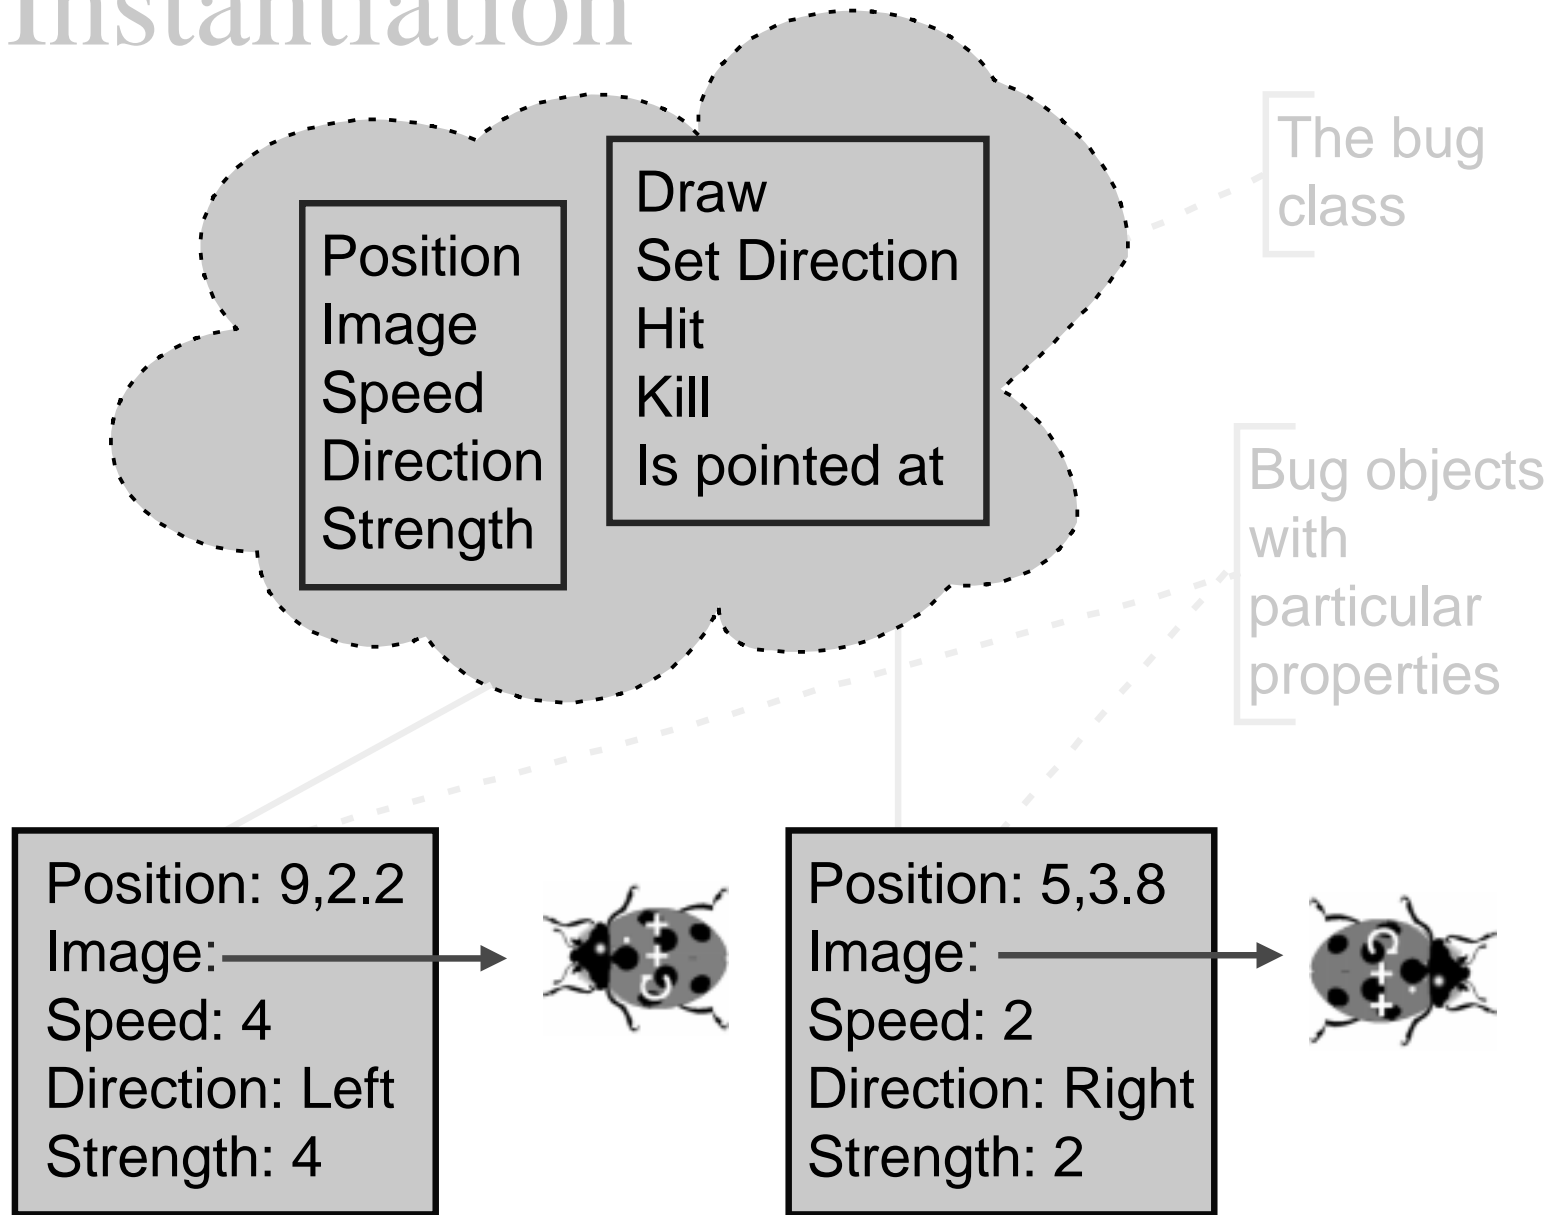 Instantiation
Position
Image
Speed
Direction
Strength
Draw
Set Direction
Hit
Kill
Is pointed at
The bug
class
Bug objects
with
particular
properties
Position: 9,2.2
Image:
Speed: 4
Direction: Left
Strength: 4
C++
Position: 5,3.8
Image:
Speed: 2
Direction: Right
Strength: 2
C++